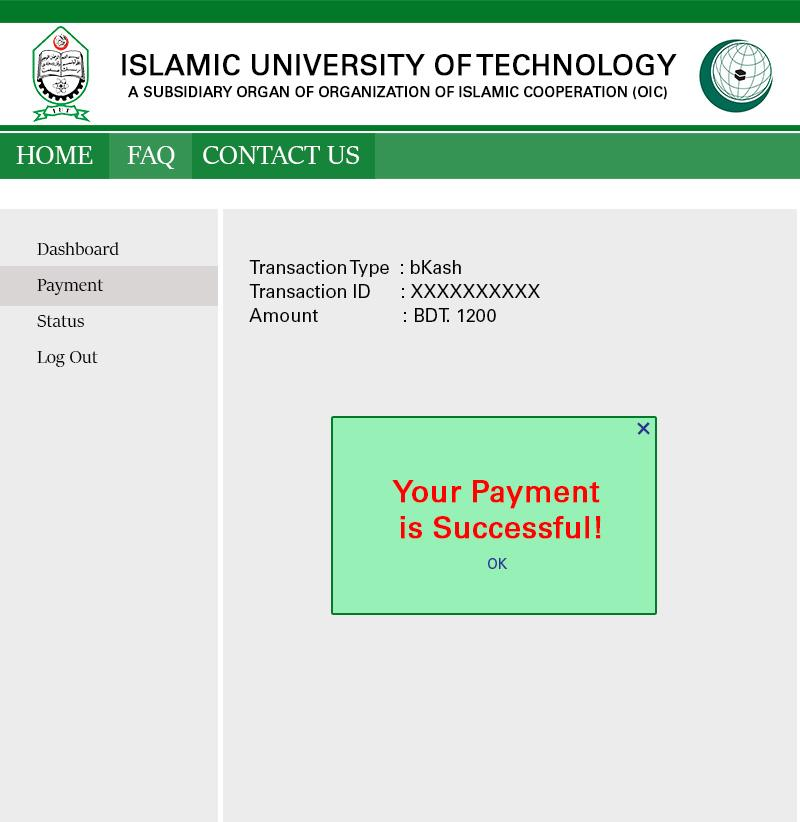 ISLAMIC UNIVERSITY OF TECHNOLOGY
A SUBSIDIARY ORGAN OF ORGANIZATION OF ISLAMIC COOPERATION (OIC)
IUT
HOME FAQ CONTACT US
Dashboard
Payment
Status
Log Out
Transaction Type : bKash
Transaction ID : XXXXXXXXXX
Amount : BDT. 1200
Your Payment
is Successful!
OK